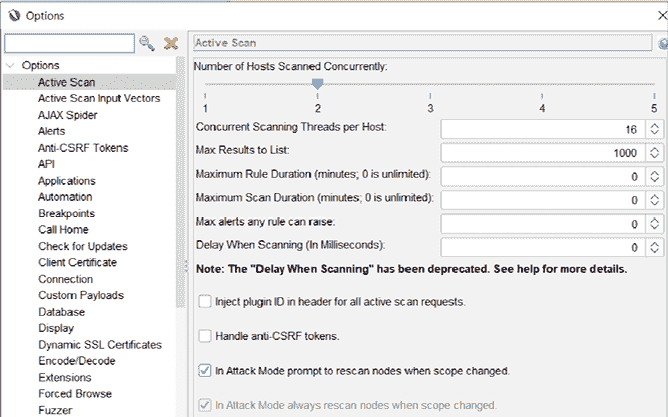 Options
Options
Active Scan
Active Scan Input Vectors
AJAX Spider
Alerts
Anti-CSRF Tokens
API
Applications
Automation
Breakpoints
Call Home
Check for Updates
Client Certificate
Connection
Custom Payloads
Database
Display
Dynamic SSL Certificates
Encode/Decode
Extensions
Forced Browse
Fuzzer
Active Scan
Number of Hosts Scanned Concurrently:
1 2 3 4 5
Concurrent Scanning Threads per Host: 16
Max Results to List: 1000
Maximum Rule Duration (minutes; 0 is unlimited): 0
Maximum Scan Duration (minutes; 0 is unlimited): 0
Max alerts any rule can raise: 0
Delay When Scanning (In Milliseconds): 0
Note: The "Delay When Scanning" has been deprecated. See help for more details.
Inject plugin ID in header for all active scan requests.
Handle anti-CSRF tokens.
In Attack Mode prompt to rescan nodes when scope changed.
In Attack Mode always rescan nodes when scope changed.